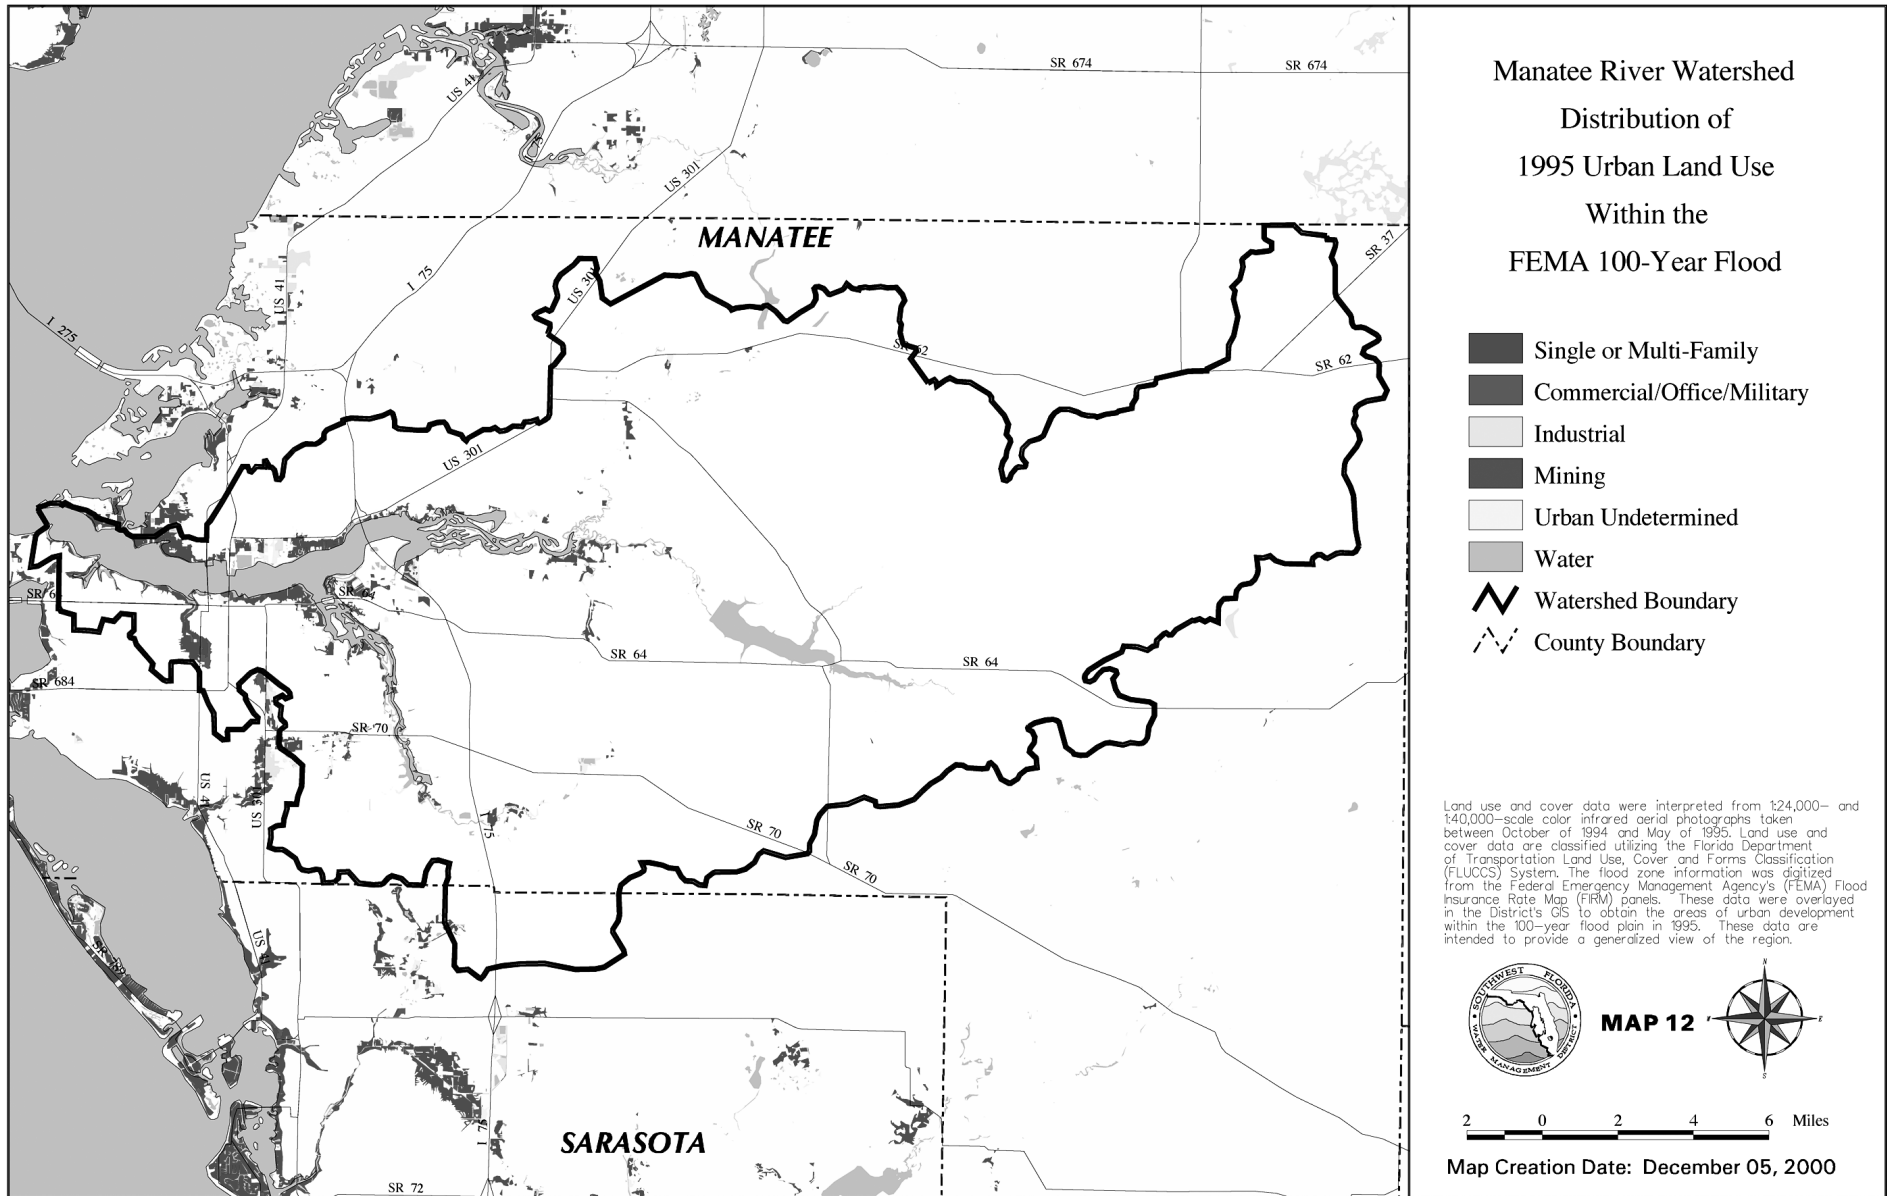 Manatee River Watershed
Distribution of
1995 Urban Land Use
Within the
FEMA 100-Year Flood
Single or Multi-Family
Commercial/Office/Military
Industrial
Mining
Urban Undetermined
Water
Watershed Boundary
County Boundary
Land use and cover data were interpreted from 1:24,000– and
1:40,000–scale color infrared aerial photographs taken
between October of 1994 and May of 1995. Land use and
cover data are classified utilizing the Florida Department
of Transportation Land Use, Cover and Forms Classification
(FLUCCS) System. The flood zone information was digitized
from the Federal Emergency Management Agency's (FEMA) Flood
Insurance Rate Map (FIRM) panels. These data were overlayed
in the District's GIS to obtain the areas of urban development
within the 100–year flood plain in 1995. These data are
intended to provide a generalized view of the region.
SOUTHWEST FLORIDA
WATER MANAGEMENT DISTRICT
MAP 12
N
W
E
S
2 0 2 4 6 Miles
Map Creation Date: December 05, 2000
SR 674
SR 674
US 41
US 301
MANATEE
SR 37
I 75
US 41
US 301
I 275
SR 62
SR 62
US 301
SR 64
SR 64
SR 64
SR 684
SR 70
US 41
US 301
I 75
SR 70
SR 70
US 41
I 75
SARASOTA
SR 72